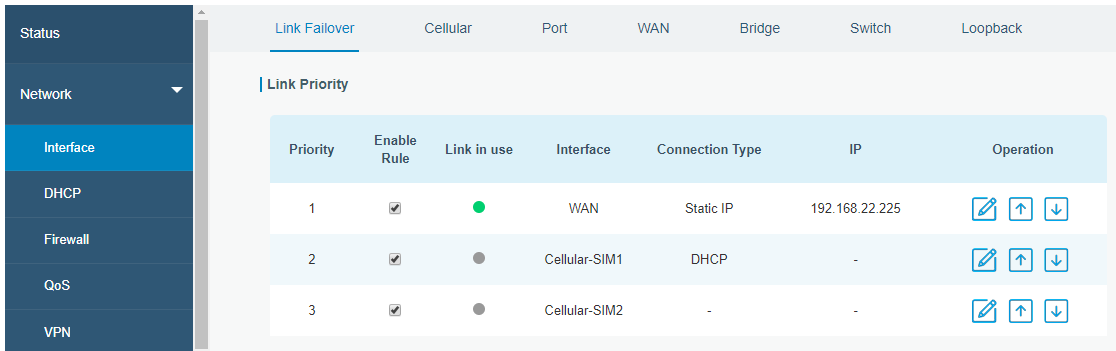 Status
Network
Interface
DHCP
Firewall
QoS
VPN
Link Failover Cellular Port WAN Bridge Switch Loopback
Link Priority
Priority Enable Rule Link in use Interface Connection Type IP Operation
1 WAN Static IP 192.168.22.225
2 Cellular-SIM1 DHCP -
3 Cellular-SIM2 - -